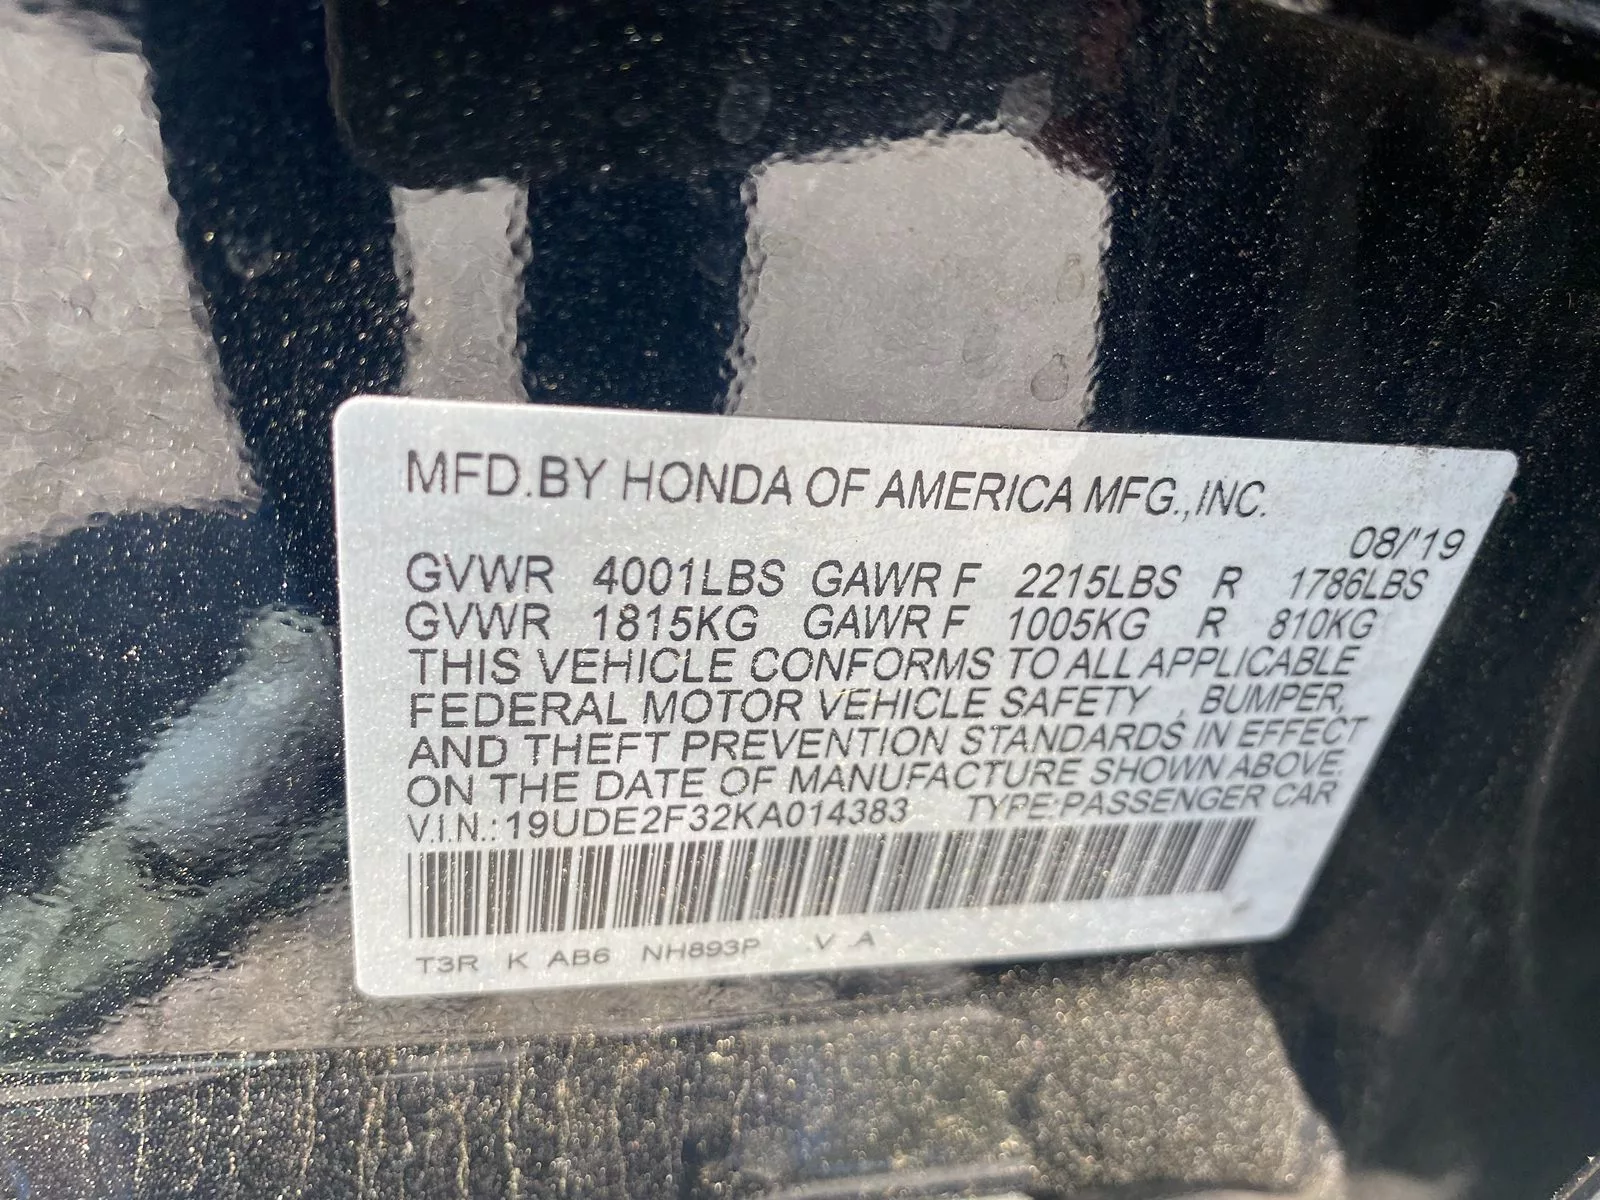 MFD.BY HONDA OF AMERICA MFG.,INC.
08/'19
GVWR 4001LBS GAWR F 2215LBS R 1786LBS
GVWR 1815KG GAWR F 1005KG R 810KG
THIS VEHICLE CONFORMS TO ALL APPLICABLE
FEDERAL MOTOR VEHICLE SAFETY , BUMPER,
AND THEFT PREVENTION STANDARDS IN EFFECT
ON THE DATE OF MANUFACTURE SHOWN ABOVE.
V.I.N.:19UDE2F32KA014383 TYPE:PASSENGER CAR
T3R K AB6 NH893P V A